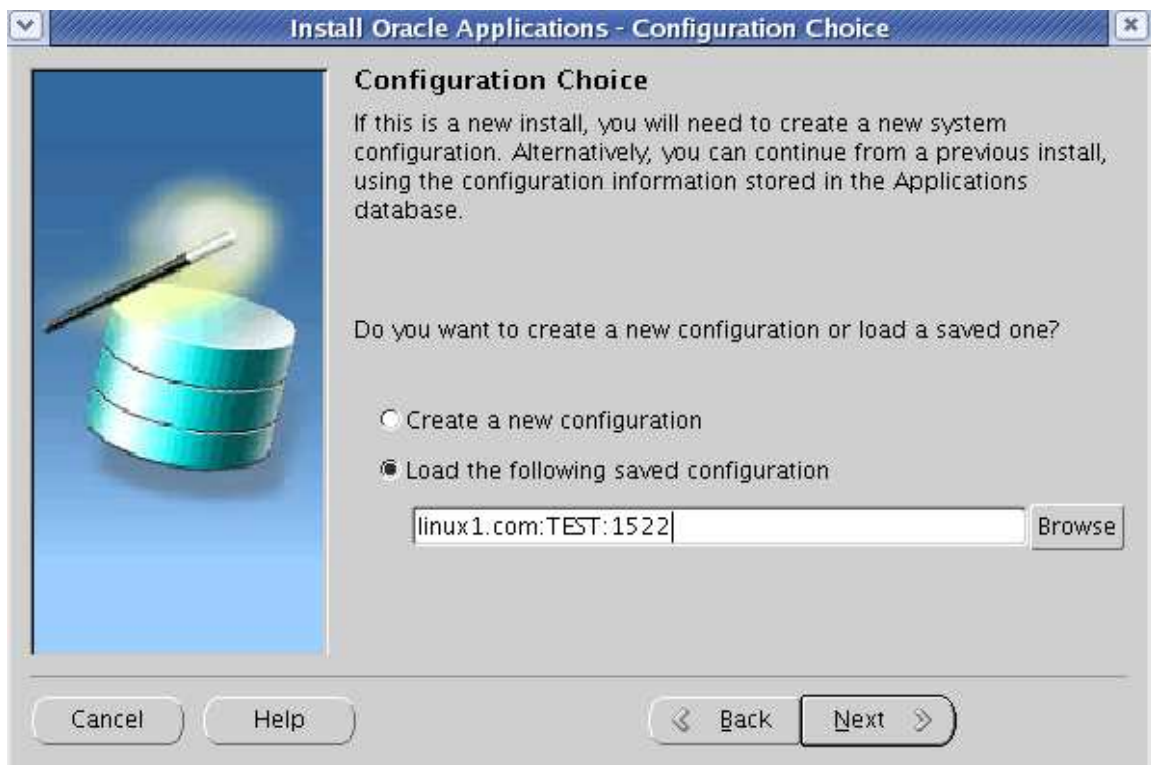 Install Oracle Applications - Configuration Choice
Configuration Choice
If this is a new install, you will need to create a new system
configuration. Alternatively, you can continue from a previous install,
using the configuration information stored in the Applications
database.
Do you want to create a new configuration or load a saved one?
Create a new configuration
Load the following saved configuration
linux1.com:TEST:1522
Browse
Cancel
Help
Back
Next